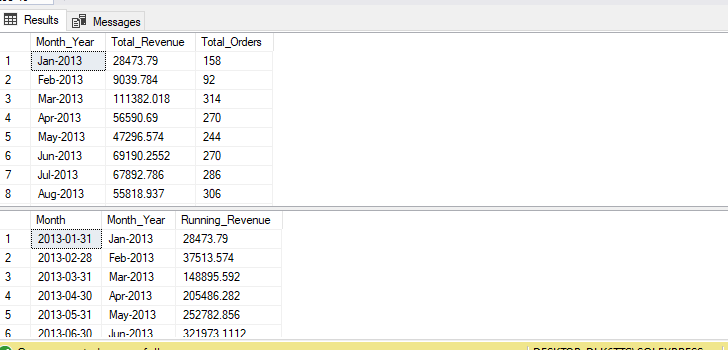 Results Messages
Month_Year Total_Revenue Total_Orders
1 Jan-2013 28473.79 158
2 Feb-2013 9039.784 92
3 Mar-2013 111382.018 314
4 Apr-2013 56590.69 270
5 May-2013 47296.574 244
6 Jun-2013 69190.2552 270
7 Jul-2013 67892.786 286
8 Aug-2013 55818.937 306
Month Month_Year Running_Revenue
1 2013-01-31 Jan-2013 28473.79
2 2013-02-28 Feb-2013 37513.574
3 2013-03-31 Mar-2013 148895.592
4 2013-04-30 Apr-2013 205486.282
5 2013-05-31 May-2013 252782.856
6 2013-06-30 Jun-2013 321973.1112